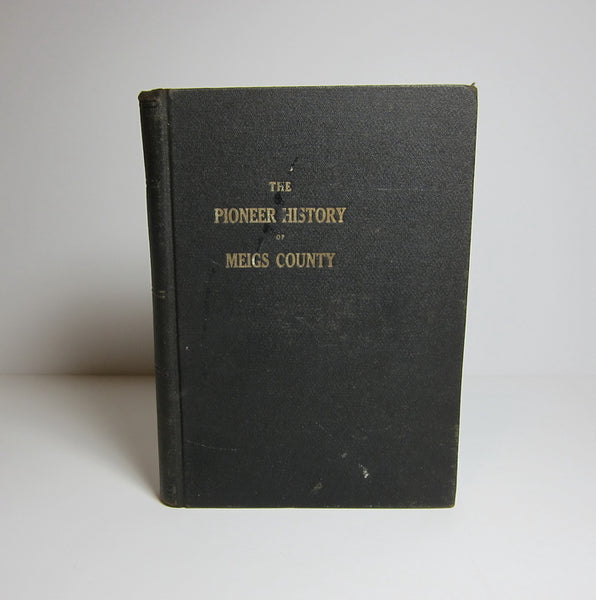 THE
PIONEER HISTORY
OF
MEIGS COUNTY